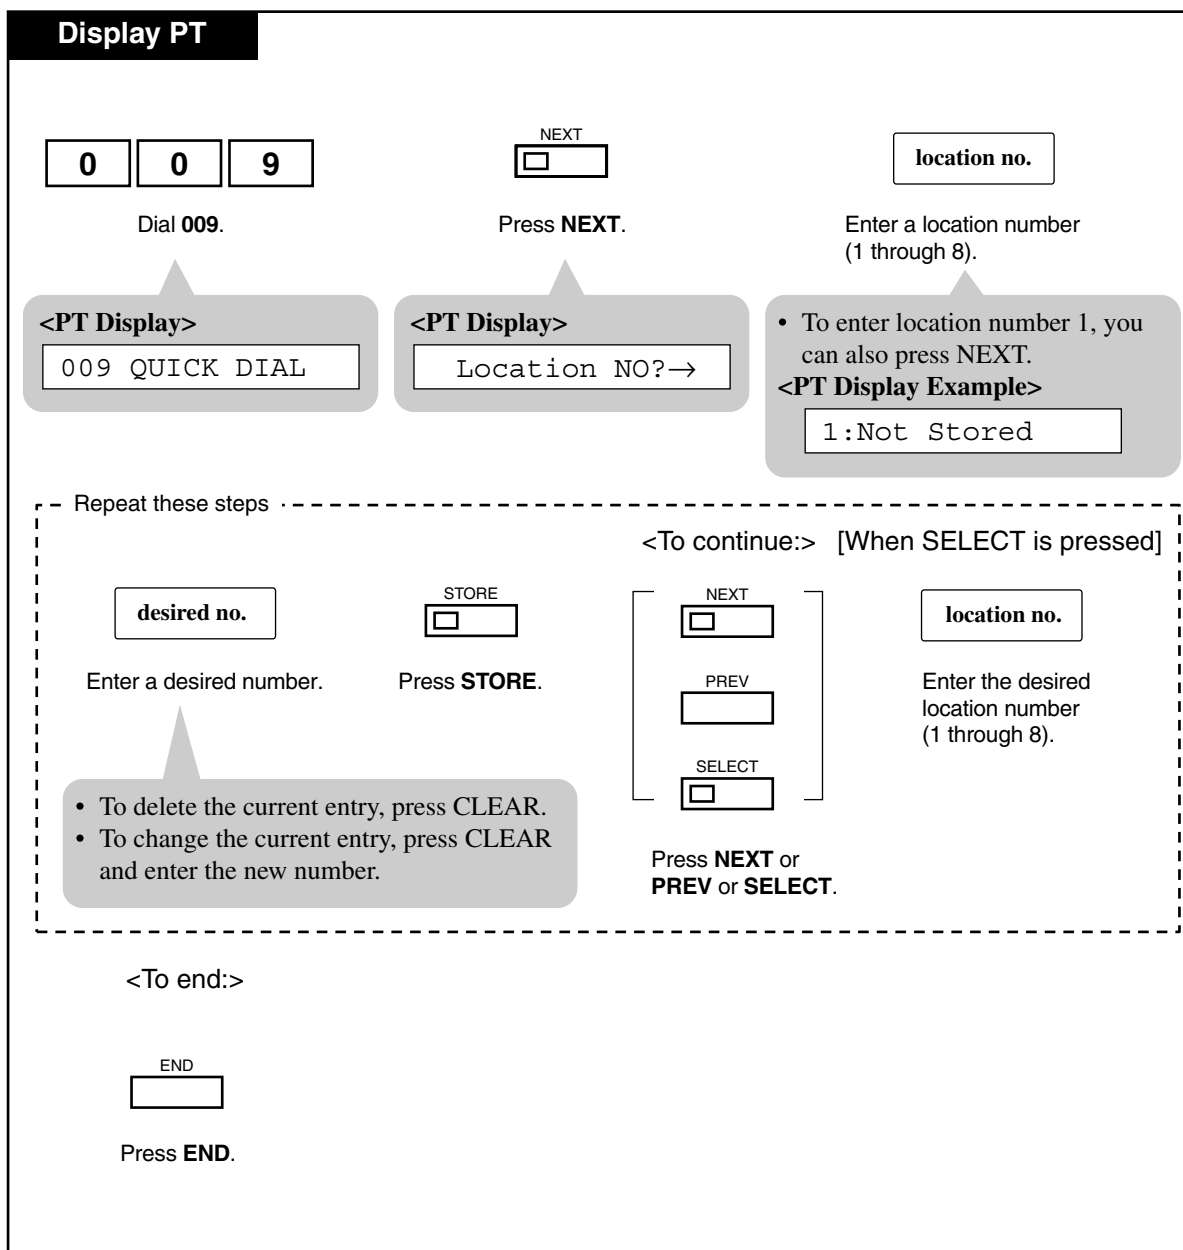 Display PT
0 0 9
Dial 009.
<PT Display>
009 QUICK DIAL
NEXT
Press NEXT.
<PT Display>
Location NO?→
location no.
Enter a location number
(1 through 8).
• To enter location number 1, you
can also press NEXT.
<PT Display Example>
1:Not Stored
Repeat these steps
<To continue:> [When SELECT is pressed]
desired no.
Enter a desired number.
• To delete the current entry, press CLEAR.
• To change the current entry, press CLEAR
and enter the new number.
STORE
Press STORE.
NEXT
PREV
SELECT
Press NEXT or
PREV or SELECT.
location no.
Enter the desired
location number
(1 through 8).
<To end:>
END
Press END.